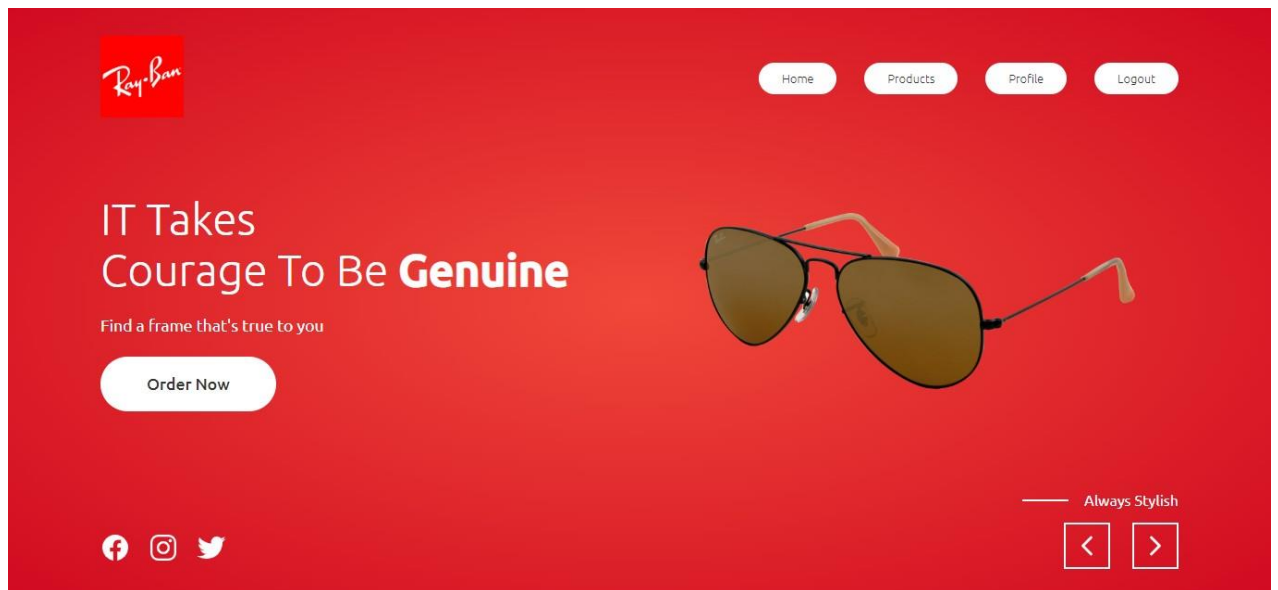 Ray-Ban
Home Products Profile Logout
IT Takes
Courage To Be Genuine
Find a frame that's true to you
Order Now
Always Stylish